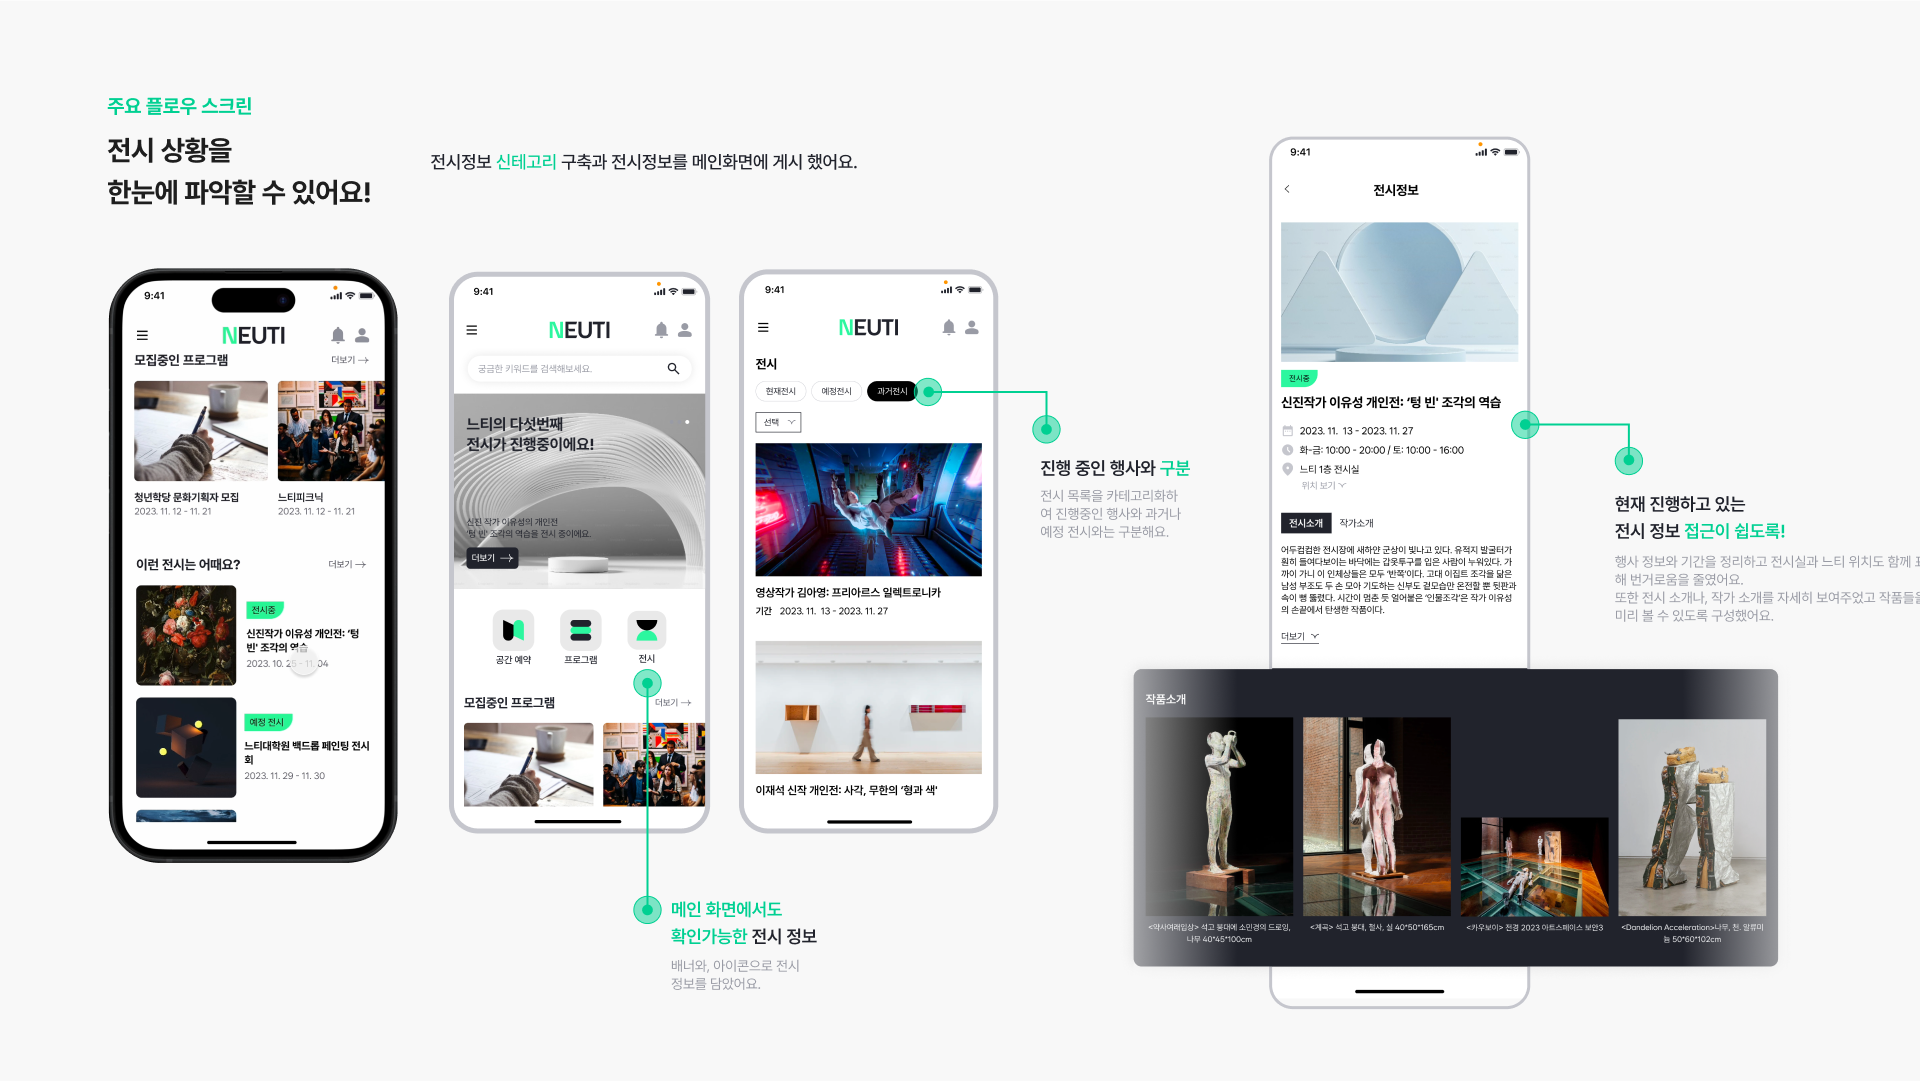 주요 플로우 스크린
전시 상황을
한눈에 파악할 수 있어요!
전시정보 신테고리 구축과 전시정보를 메인화면에 게시 했어요.
9:41
NEUTI
모집중인 프로그램
더보기
청년학당 문화기획자 모집
2023. 11. 12 - 11. 21
느티피크닉
2023. 11. 12 - 11. 21
이런 전시는 어때요?
더보기
전시중
신진작가 이유성 개인전: ‘텅
빈' 조각의 역습
2023. 10. 25 - 11. 04
예정 전시
느티대학원 백드롭 페인팅 전시
회
2023. 11. 29 - 11. 30
9:41
NEUTI
궁금한 키워드를 검색해보세요.
느티의 다섯번째
전시가 진행중이에요!
신진 작가 이유성의 개인전
'텅 빈' 조각의 역습을 전시 중이에요.
더보기
공간 예약
프로그램
전시
모집중인 프로그램
더보기
메인 화면에서도
확인가능한 전시 정보
배너와, 아이콘으로 전시
정보를 담았어요.
9:41
NEUTI
전시
현재전시
예정전시
과거전시
선택
영상작가 김아영: 프리아르스 일렉트로니카
기간 2023. 11. 13 - 2023. 11. 27
이재석 신작 개인전: 사각, 무한의 ‘형과 색'
진행 중인 행사와 구분
전시 목록을 카테고리화하
여 진행중인 행사와 과거나
예정 전시와는 구분해요.
9:41
전시정보
전시중
신진작가 이유성 개인전: ‘텅 빈' 조각의 역습
2023. 11. 13 - 2023. 11. 27
화-금: 10:00 - 20:00 / 토: 10:00 - 16:00
느티 1층 전시실
위치 보기
전시소개
작가소개
어두컴컴한 전시장에 새하얀 군상이 빛나고 있다. 유적지 발굴터가
훤히 들여다보이는 바닥에는 갑옷투구를 입은 사람이 누워있다. 가
까이 가니 이 인체상들은 모두 ‘반쪽'이다. 고대 이집트 조각을 닮은
남성 부조도 두 손 모아 기도하는 신부도 겉모습만 온전할 뿐 뒷판과
속이 뻥 뚫렸다. 시간이 멈춘 듯 얼어붙은 ‘인물조각'은 작가 이유성
의 손끝에서 탄생한 작품이다.
더보기
작품소개
<약사여래입상> 석고 붕대에 소민경의 드로잉,
나무 40*45*100cm
<계곡> 석고 붕대, 철사, 실 40*50*165cm
<카우보이> 전경 2023 아트스페이스 보안3
<Dandelion Acceleration>나무, 천, 알류미
늄 50*60*102cm
현재 진행하고 있는
전시 정보 접근이 쉽도록!
행사 정보와 기간을 정리하고 전시실과 느티 위치도 함께
해 번거로움을 줄였어요.
또한 전시 소개나, 작가 소개를 자세히 보여주었고 작품들을
미리 볼 수 있도록 구성했어요.